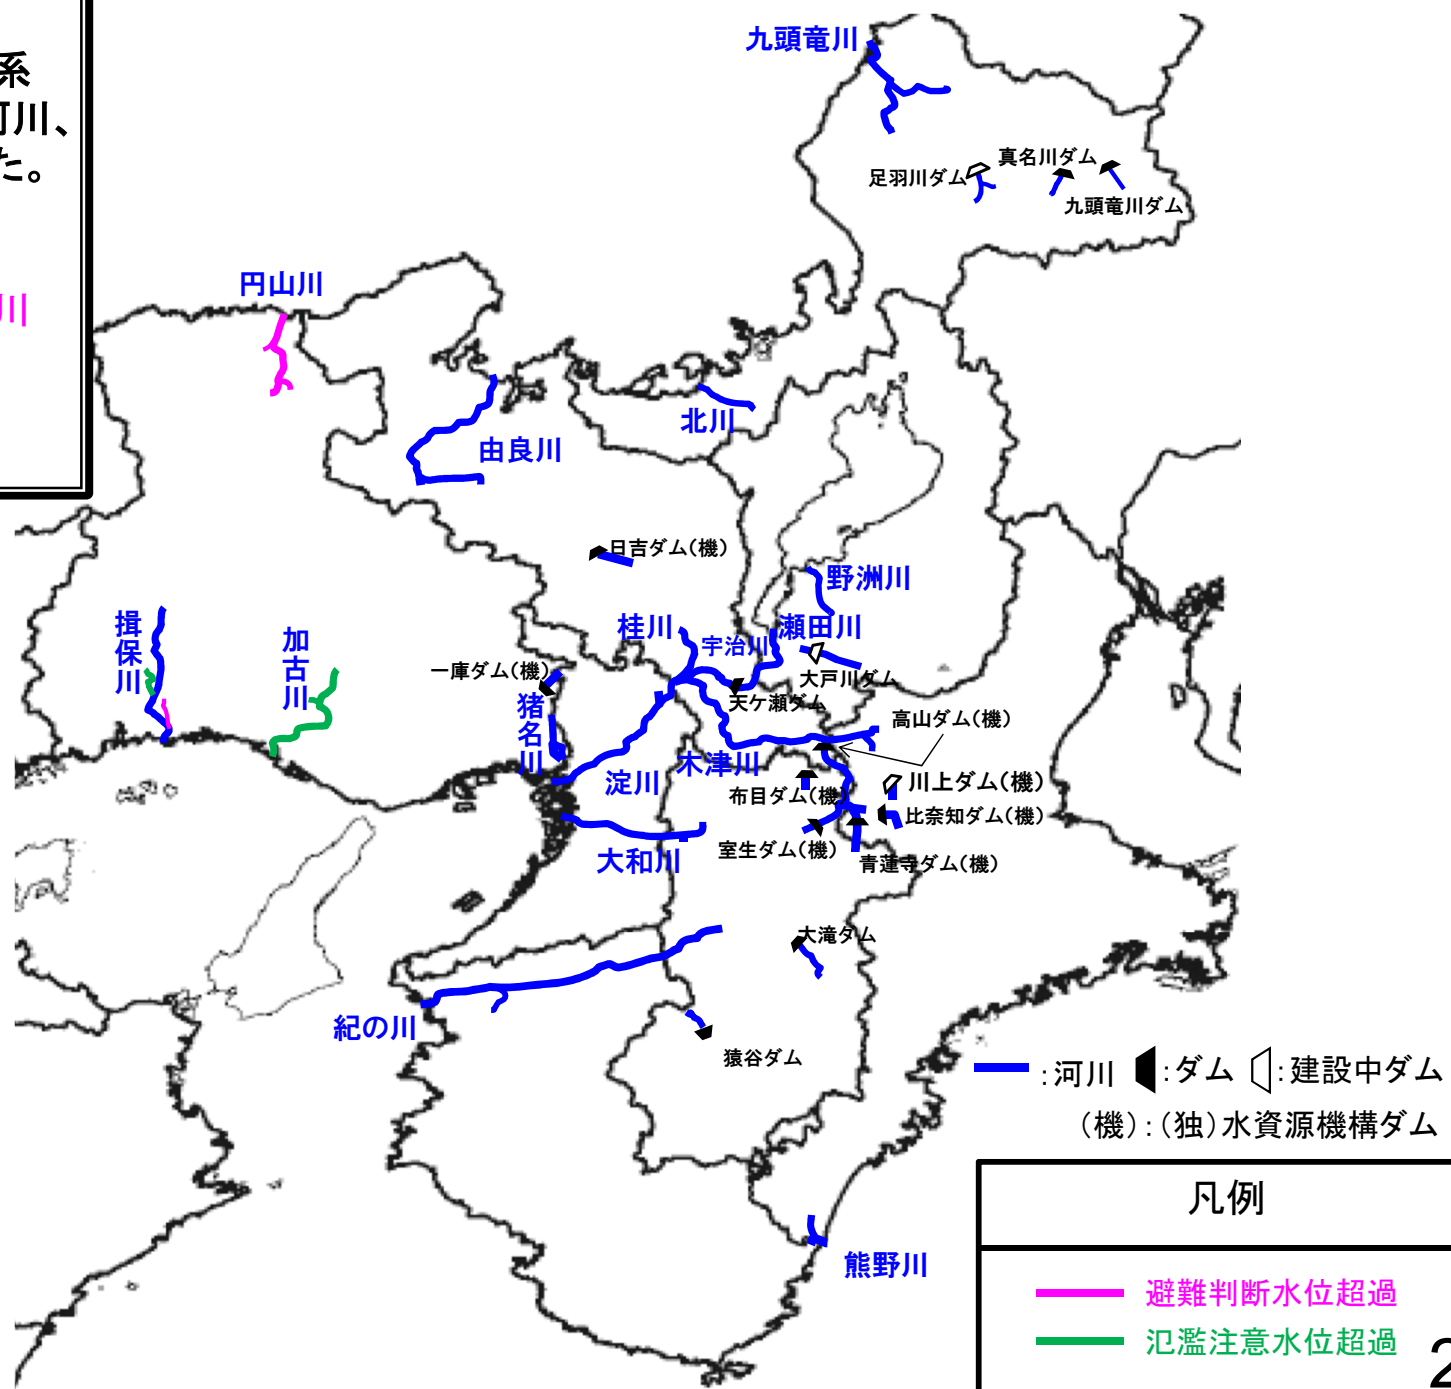 系
河川、
た。
川
九頭竜川
足羽川ダム
真名川ダム
九頭竜川ダム
円山川
北川
由良川
日吉ダム(機)
野洲川
揖保川
加古川
桂川
宇治川
瀬田川
一庫ダム(機)
大戸川ダム
天ケ瀬ダム
猪名川
高山ダム(機)
淀川
木津川
川上ダム(機)
布目ダム(機)
比奈知ダム(機)
大和川
室生ダム(機)
青蓮寺ダム(機)
大滝ダム
紀の川
猿谷ダム
:河川 :ダム :建設中ダム
(機):(独)水資源機構ダム
凡例
熊野川
避難判断水位超過
氾濫注意水位超過
2